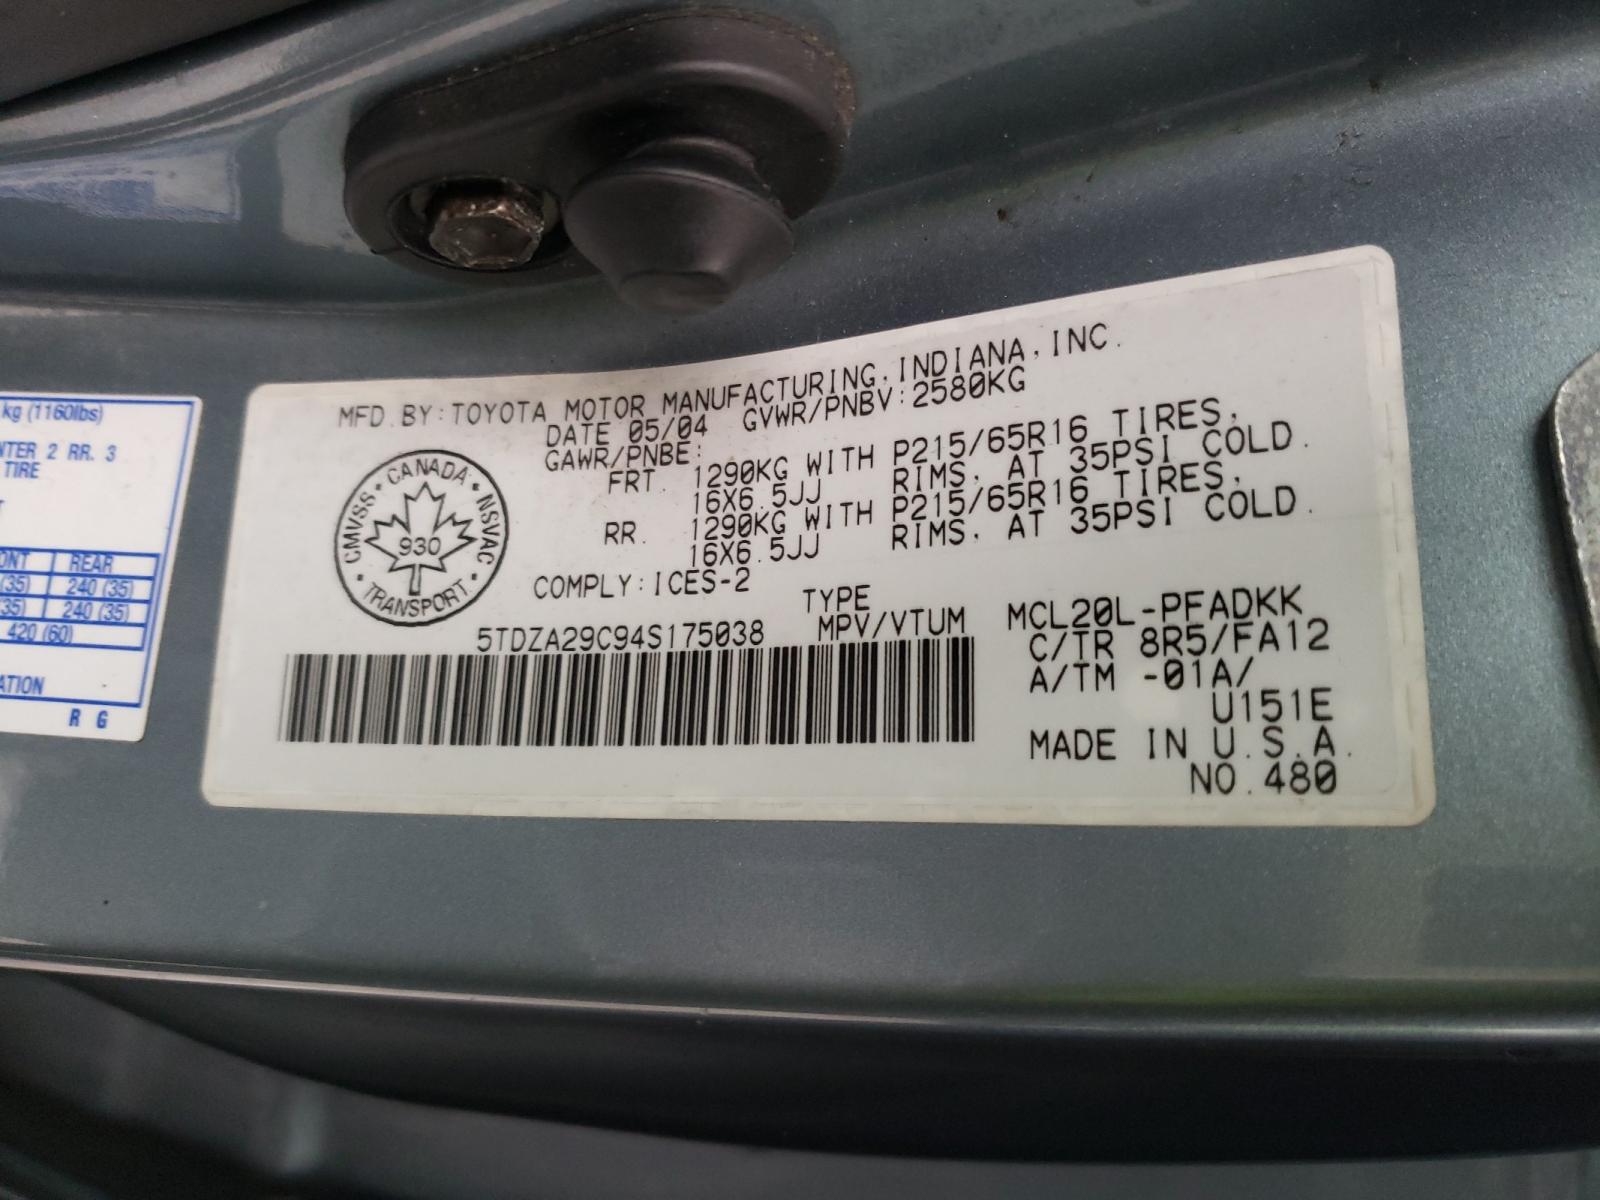 kg (1160lbs)
NTER 2 RR. 3
TIRE
REAR
(35) 240 (35)
(35) 240 (35)
420 (60)
R G
MFD. BY: TOYOTA MOTOR MANUFACTURING, INDIANA, INC.
DATE 05/04 GVWR/PNBV: 2580KG
GAWR/PNBE:
FRT. 1290KG WITH P215/65R16 TIRES,
16X6.5JJ RIMS, AT 35PSI COLD.
RR. 1290KG WITH P215/65R16 TIRES,
16X6.5JJ RIMS, AT 35PSI COLD.
COMPLY: ICES-2
CMVSS · CANADA · NSVAC · TRANSPORT ·
930
5TDZA29C94S175038
TYPE
MPV/VTUM
MCL20L-PFADKK
C/TR 8R5/FA12
A/TM -01A/
U151E
MADE IN U.S.A.
NO.480